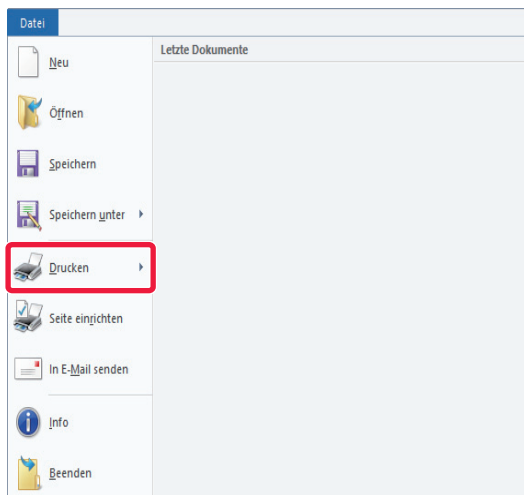 Datei
Letzte Dokumente
Neu
Öffnen
Speichern
Speichern unter
Drucken
Seite einrichten
In E-Mail senden
Info
Beenden